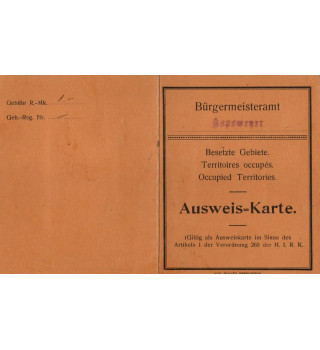 Gebühr R.-Mk.
Geb.-Reg. Nr.
Bürgermeisteramt
Besetzte Gebiete.
Territoires occupés.
Occupied Territories.
Ausweis-Karte.
(Gültig als Ausweiskarte im Sinne des
Artikels 1 der Verordnung 260 der H. I. R. K.